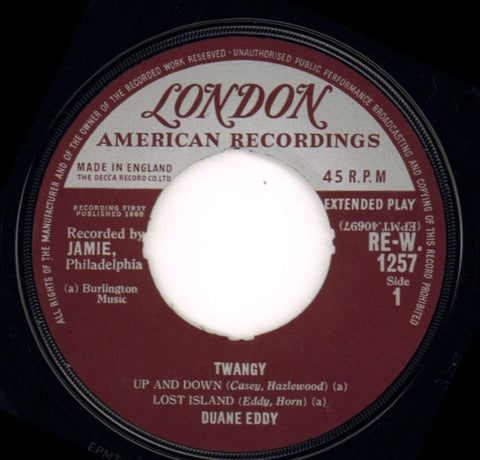 ALL RIGHTS OF THE MANUFACTURER AND OF THE OWNER OF THE RECORDED WORK RESERVED - UNAUTHORISED PUBLIC PERFORMANCE BROADCASTING AND COPYING OF THIS RECORD PROHIBITED
LONDON
AMERICAN RECORDINGS
MADE IN ENGLAND
THE DECCA RECORD CO. LTD.
45 R.P.M
RECORDING FIRST
PUBLISHED 1960
EXTENDED PLAY
(EPMT.40697)
Recorded by
JAMIE,
Philadelphia
RE-W.
1257
Side
1
(a) Burlington
Music
TWANGY
UP AND DOWN (Casey, Hazlewood) (a)
LOST ISLAND (Eddy, Horn) (a)
DUANE EDDY